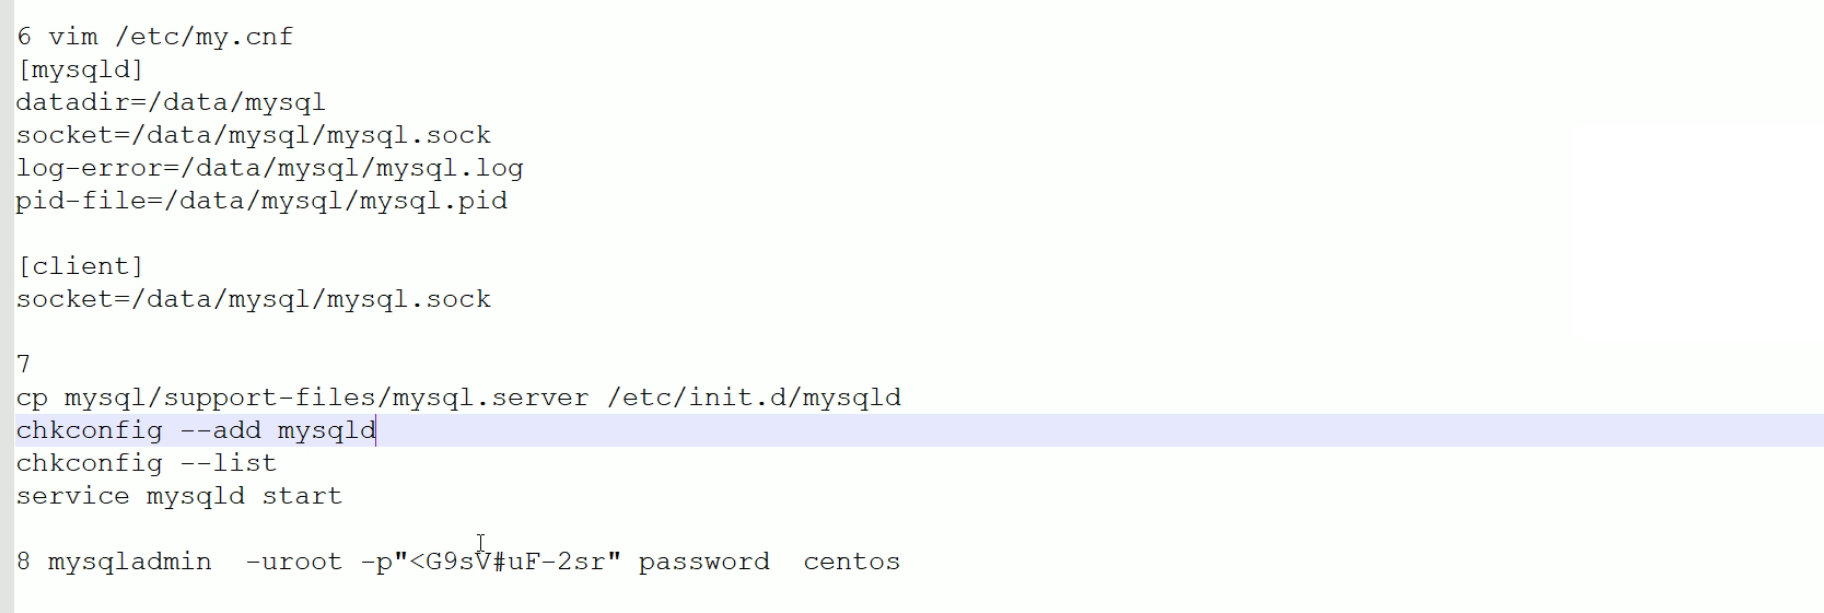 6 vim /etc/my.cnf
[mysqld]
datadir=/data/mysql
socket=/data/mysql/mysql.sock
log-error=/data/mysql/mysql.log
pid-file=/data/mysql/mysql.pid
[client]
socket=/data/mysql/mysql.sock
7
cp mysql/support-files/mysql.server /etc/init.d/mysqld
chkconfig --add mysqld
chkconfig --list
service mysqld start
8 mysqladmin  -uroot -p"<G9sV#uF-2sr" password  centos